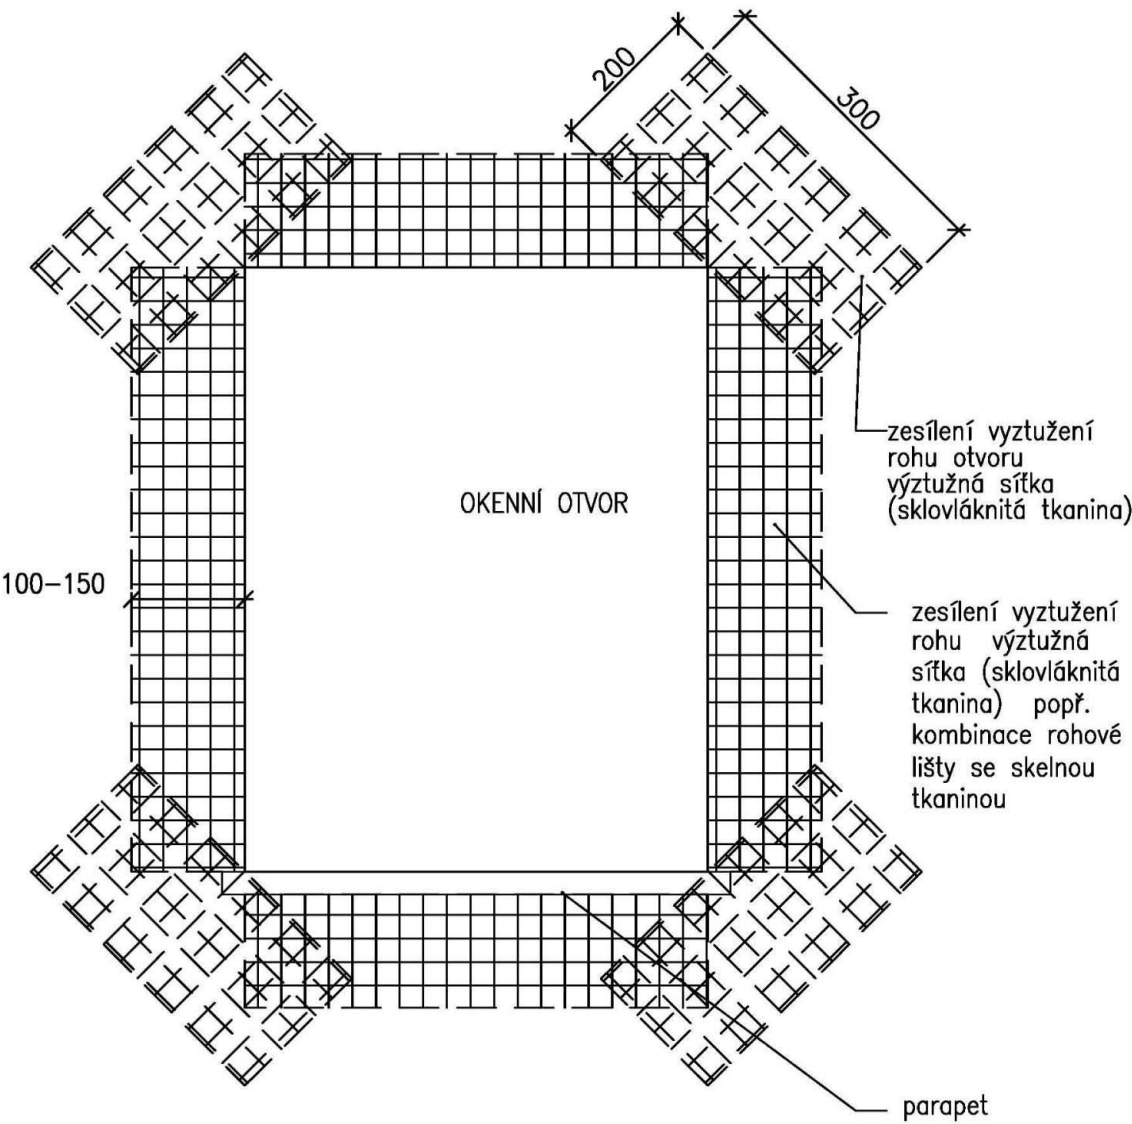 200
300
zesílení vyztužení
rohu otvoru
výztužná síťka
(sklovláknitá tkanina)
OKENNÍ OTVOR
100-150
zesílení vyztužení
rohu výztužná
síťka (sklovláknitá
tkanina) popř.
kombinace rohové
lišty se skelnou
tkaninou
parapet